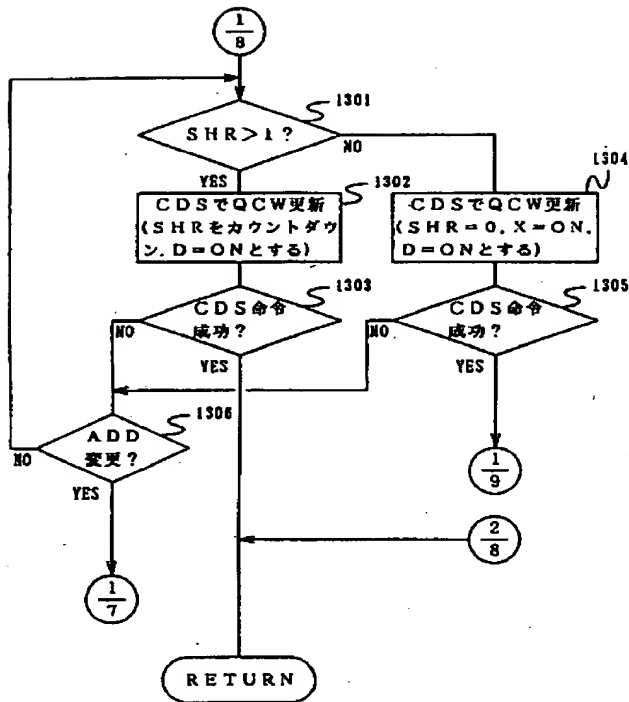 1
8
1301
SHR>1?
NO
YES
1302
1304
CDSでQCW更新
(SHRをカウントダウ
ン,D=ONとする)
CDSでQCW更新
(SHR=0,X=ON,
D=ONとする)
1303
1305
CDS命令
成功?
NO
YES
CDS命令
成功?
NO
YES
1306
ADD
変更?
NO
YES
1
9
2
8
1
7
RETURN